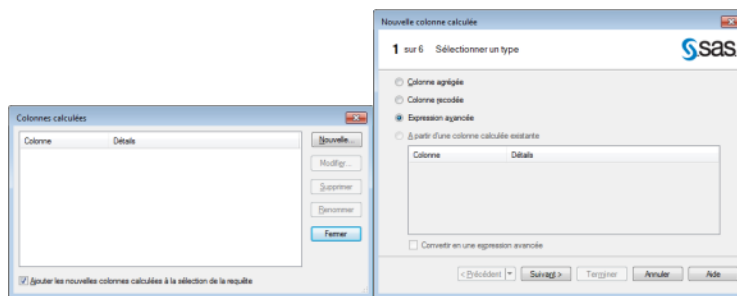 Colonnes calculées
Colonne Détails
Nouvelle...
Modifier...
Supprimer
Renommer
Fermer
Ajouter les nouvelles colonnes calculées à la sélection de la requête
Nouvelle colonne calculée
1 sur 6 Sélectionner un type
sas
Colonne agrégée
Colonne recodée
Expression avancée
A partir d'une colonne calculée existante
Colonne Détails
Convertir en une expression avancée
< Précédent Suivant > Terminer Annuler Aide